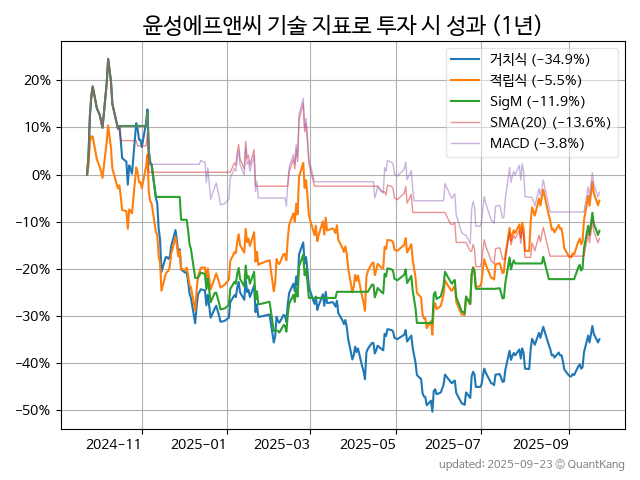 윤성에프앤씨 기술 지표로 투자 시 성과 (1년)
거치식 (−34.9%)
적립식 (−5.5%)
SigM (−11.9%)
SMA(20) (−13.6%)
MACD (−3.8%)
20%
10%
0%
−10%
−20%
−30%
−40%
−50%
2024-11 2025-01 2025-03 2025-05 2025-07 2025-09
updated: 2025-09-23 ⓒ QuantKang